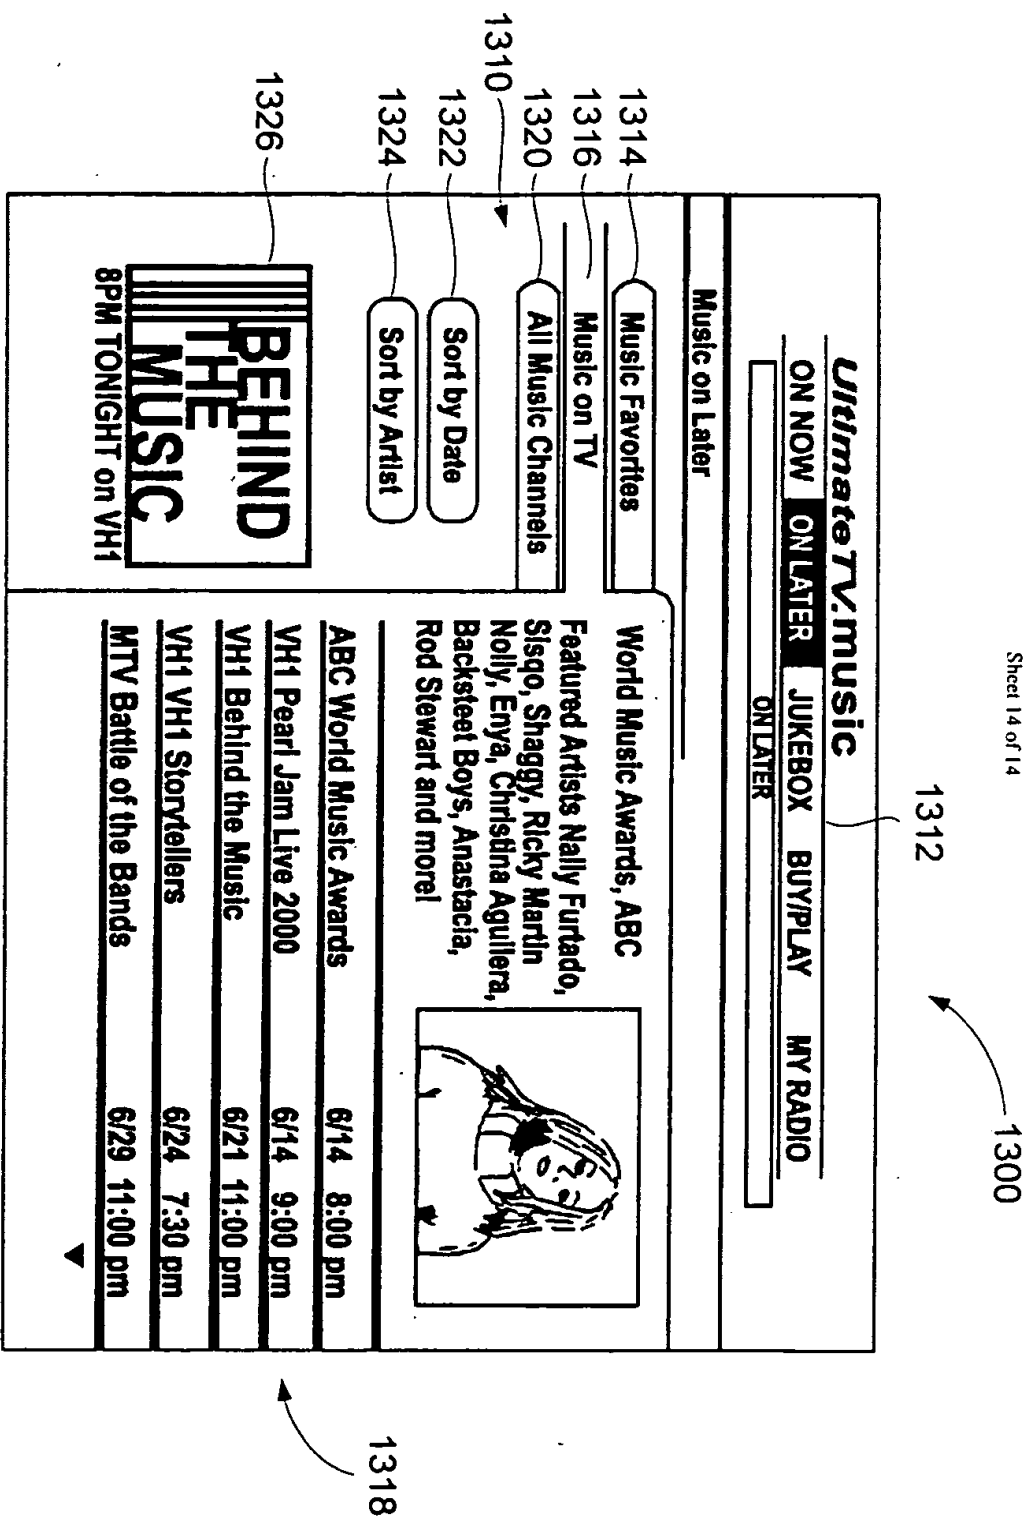 Sheet 14 of 14
1300
1312
UltimateTV.music
ON NOW ON LATER JUKEBOX BUY/PLAY MY RADIO
ON LATER
Music on Later
1314
Music Favorites
1316
Music on TV
1320
All Music Channels
1310
1322
Sort by Date
1324
Sort by Artist
1326
BEHIND
THE
MUSIC
8PM TONIGHT on VH1
World Music Awards, ABC
Featured Artists Nally Furtado,
Sisqo, Shaggy, Ricky Martin
Nolly, Enya, Christina Aguilera,
Backsteet Boys, Anastacia,
Rod Stewart and more!
ABC World Music Awards 6/14 8:00 pm
VH1 Pearl Jam Live 2000 6/14 9:00 pm
VH1 Behind the Music 6/21 11:00 pm
VH1 VH1 Storytellers 6/24 7:30 pm
MTV Battle of the Bands 6/29 11:00 pm
1318